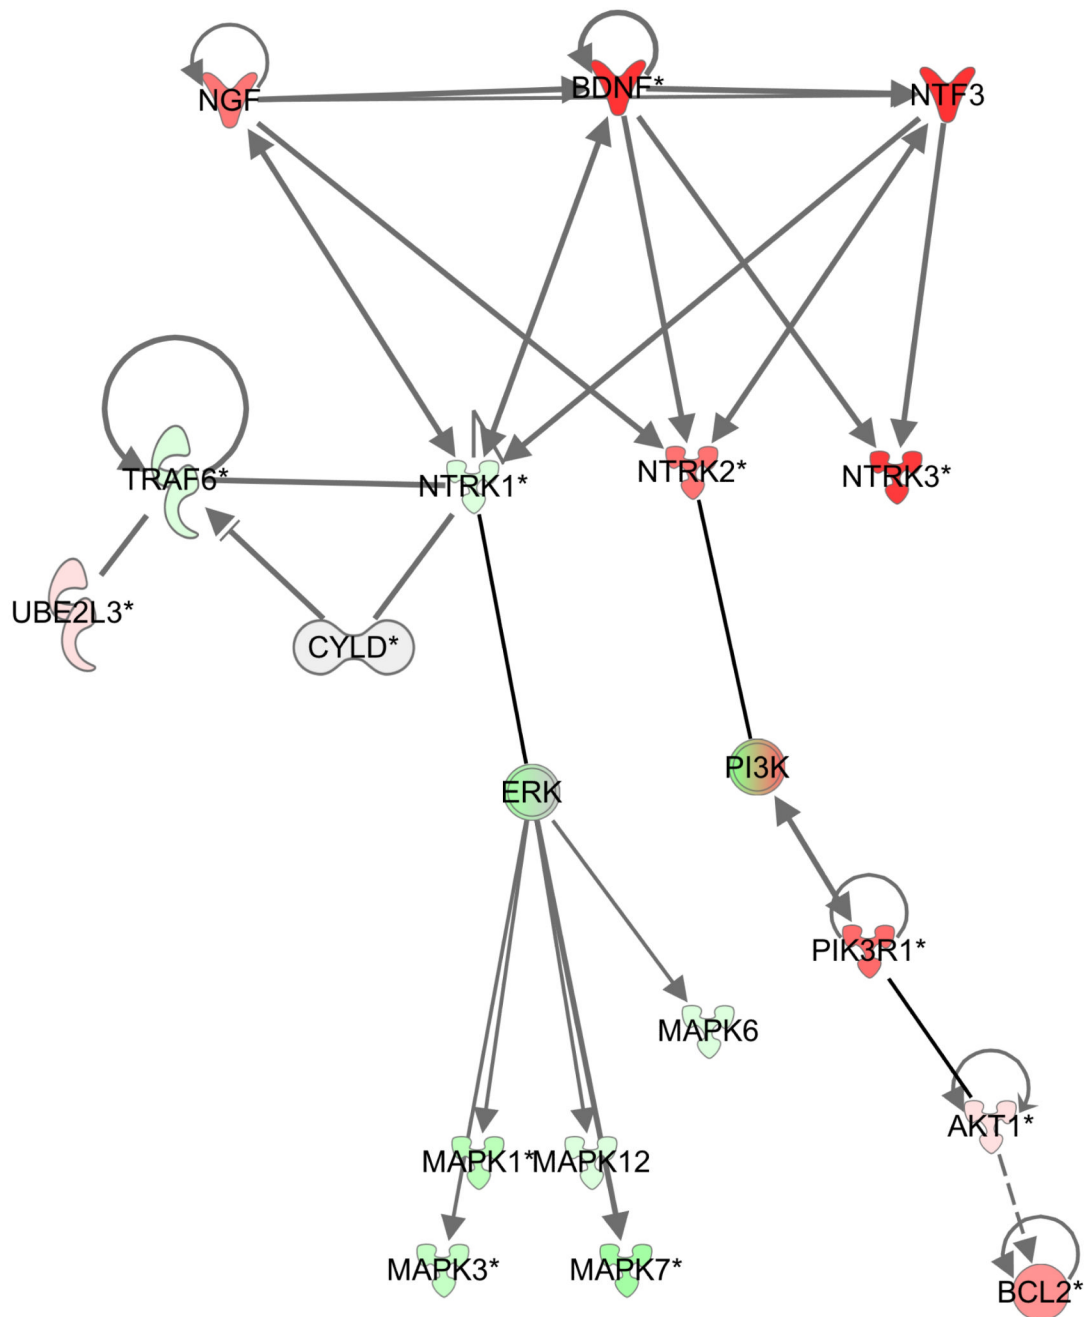 NGF
BDNF*
NTF3
TRAF6*
NTRK1*
NTRK2*
NTRK3*
UBE2L3*
CYLD*
ERK
PI3K
PIK3R1*
MAPK6
AKT1*
MAPK1*
MAPK12
MAPK3*
MAPK7*
BCL2*